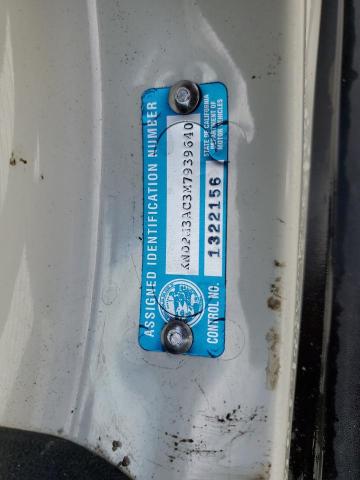 ASSIGNED IDENTIFICATION NUMBER
KNDPM3AC3M7939640
CONTROL NO. 1322156
STATE OF CALIFORNIA
DEPARTMENT OF
MOTOR VEHICLES